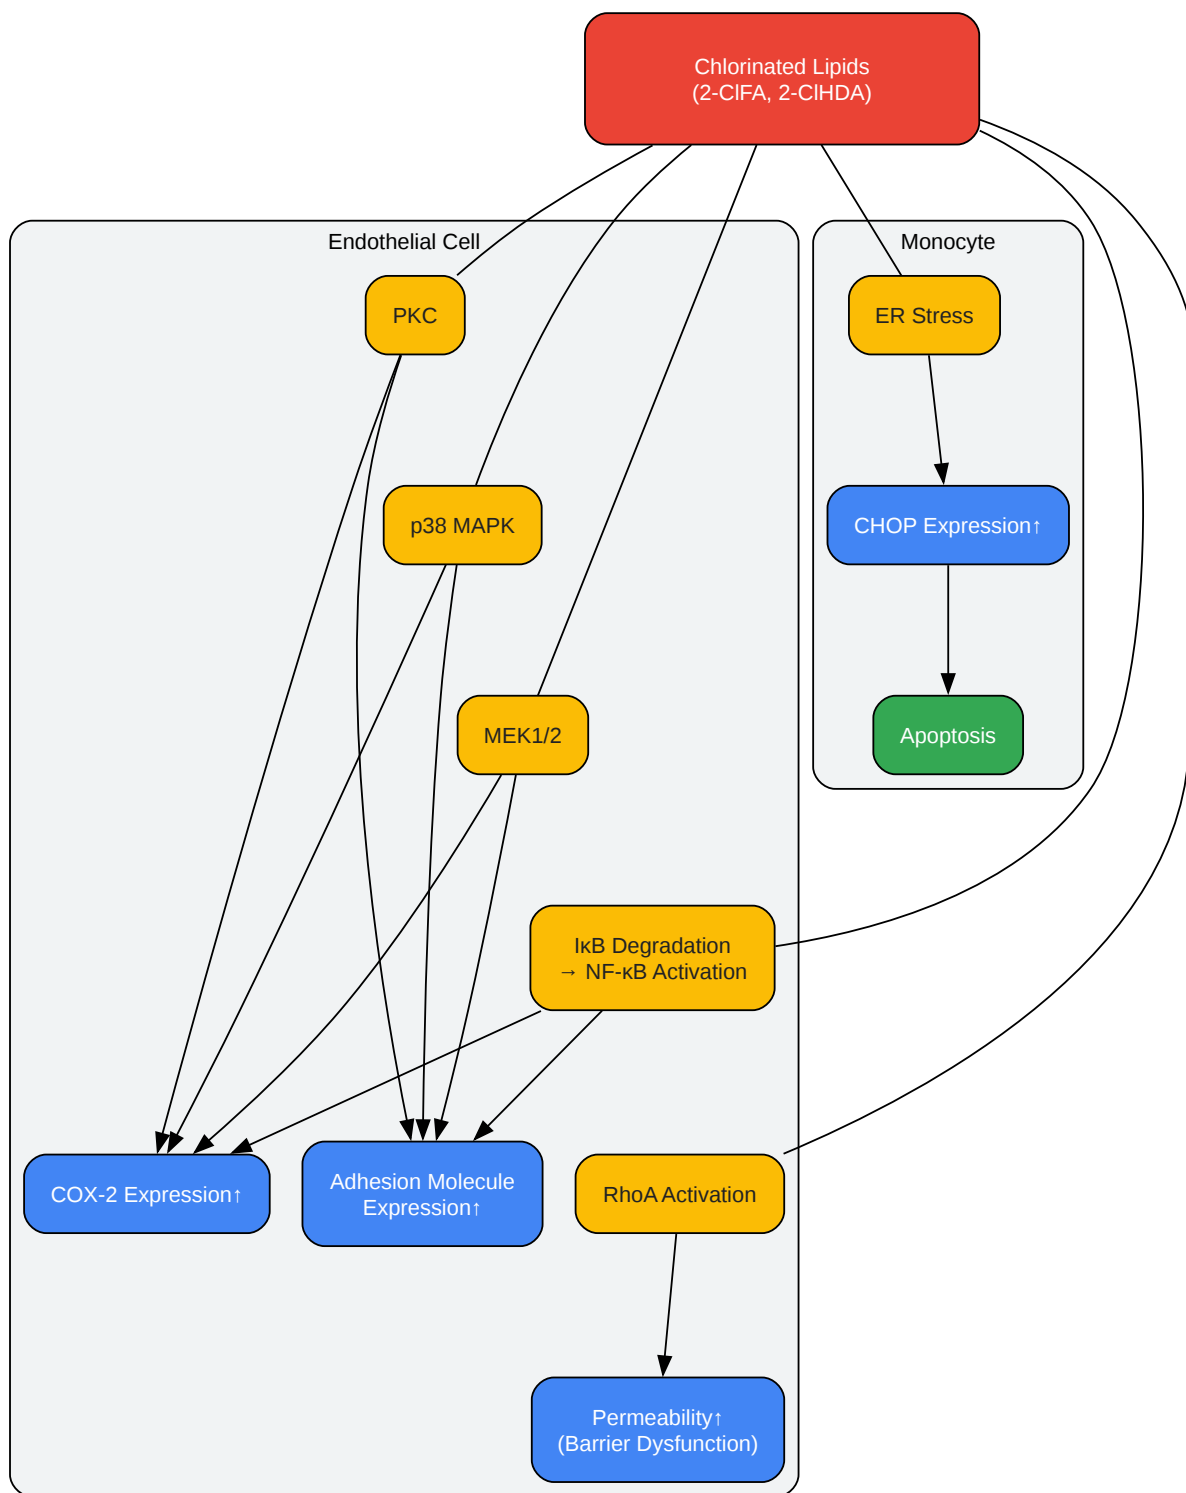 Chlorinated Lipids
(2-ClFA, 2-ClHDA)
Endothelial Cell
Monocyte
PKC
ER Stress
p38 MAPK
CHOP Expression↑
MEK1/2
Apoptosis
IκB Degradation
→ NF-κB Activation
COX-2 Expression↑
Adhesion Molecule
Expression↑
RhoA Activation
Permeability↑
(Barrier Dysfunction)